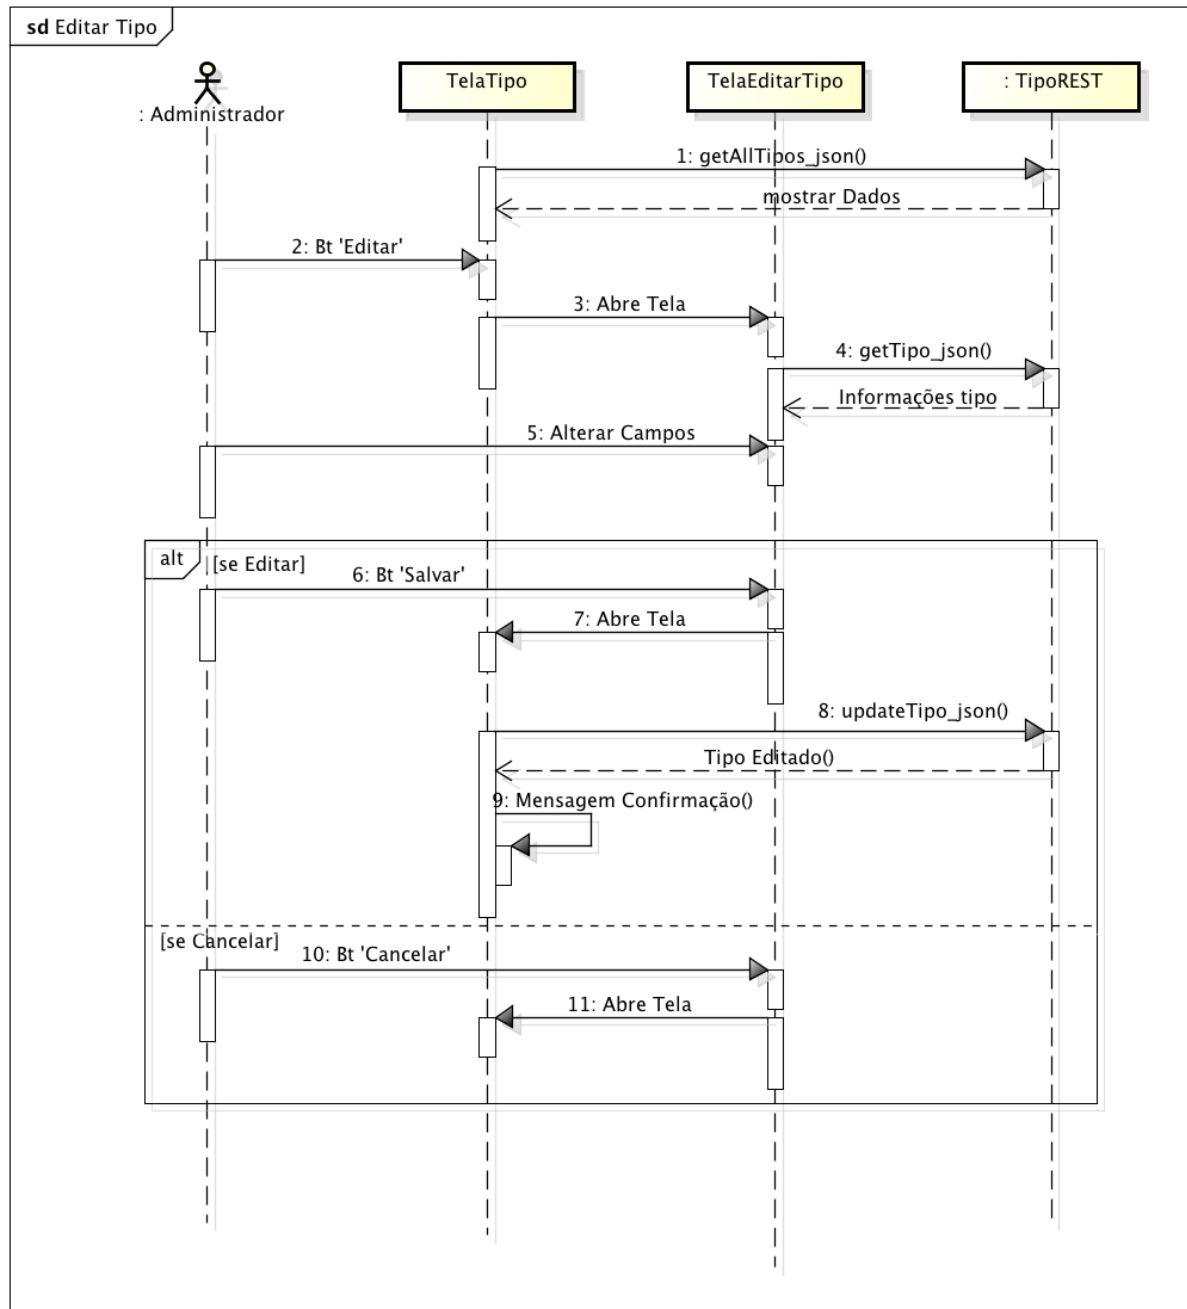 sd Editar Tipo
: Administrador
TelaTipo
TelaEditarTipo
: TipoREST
1: getAllTipos_json()
mostrar Dados
2: Bt 'Editar'
3: Abre Tela
4: getTipo_json()
Informações tipo
5: Alterar Campos
alt
[se Editar]
6: Bt 'Salvar'
7: Abre Tela
8: updateTipo_json()
Tipo Editado()
9: Mensagem Confirmação()
[se Cancelar]
10: Bt 'Cancelar'
11: Abre Tela